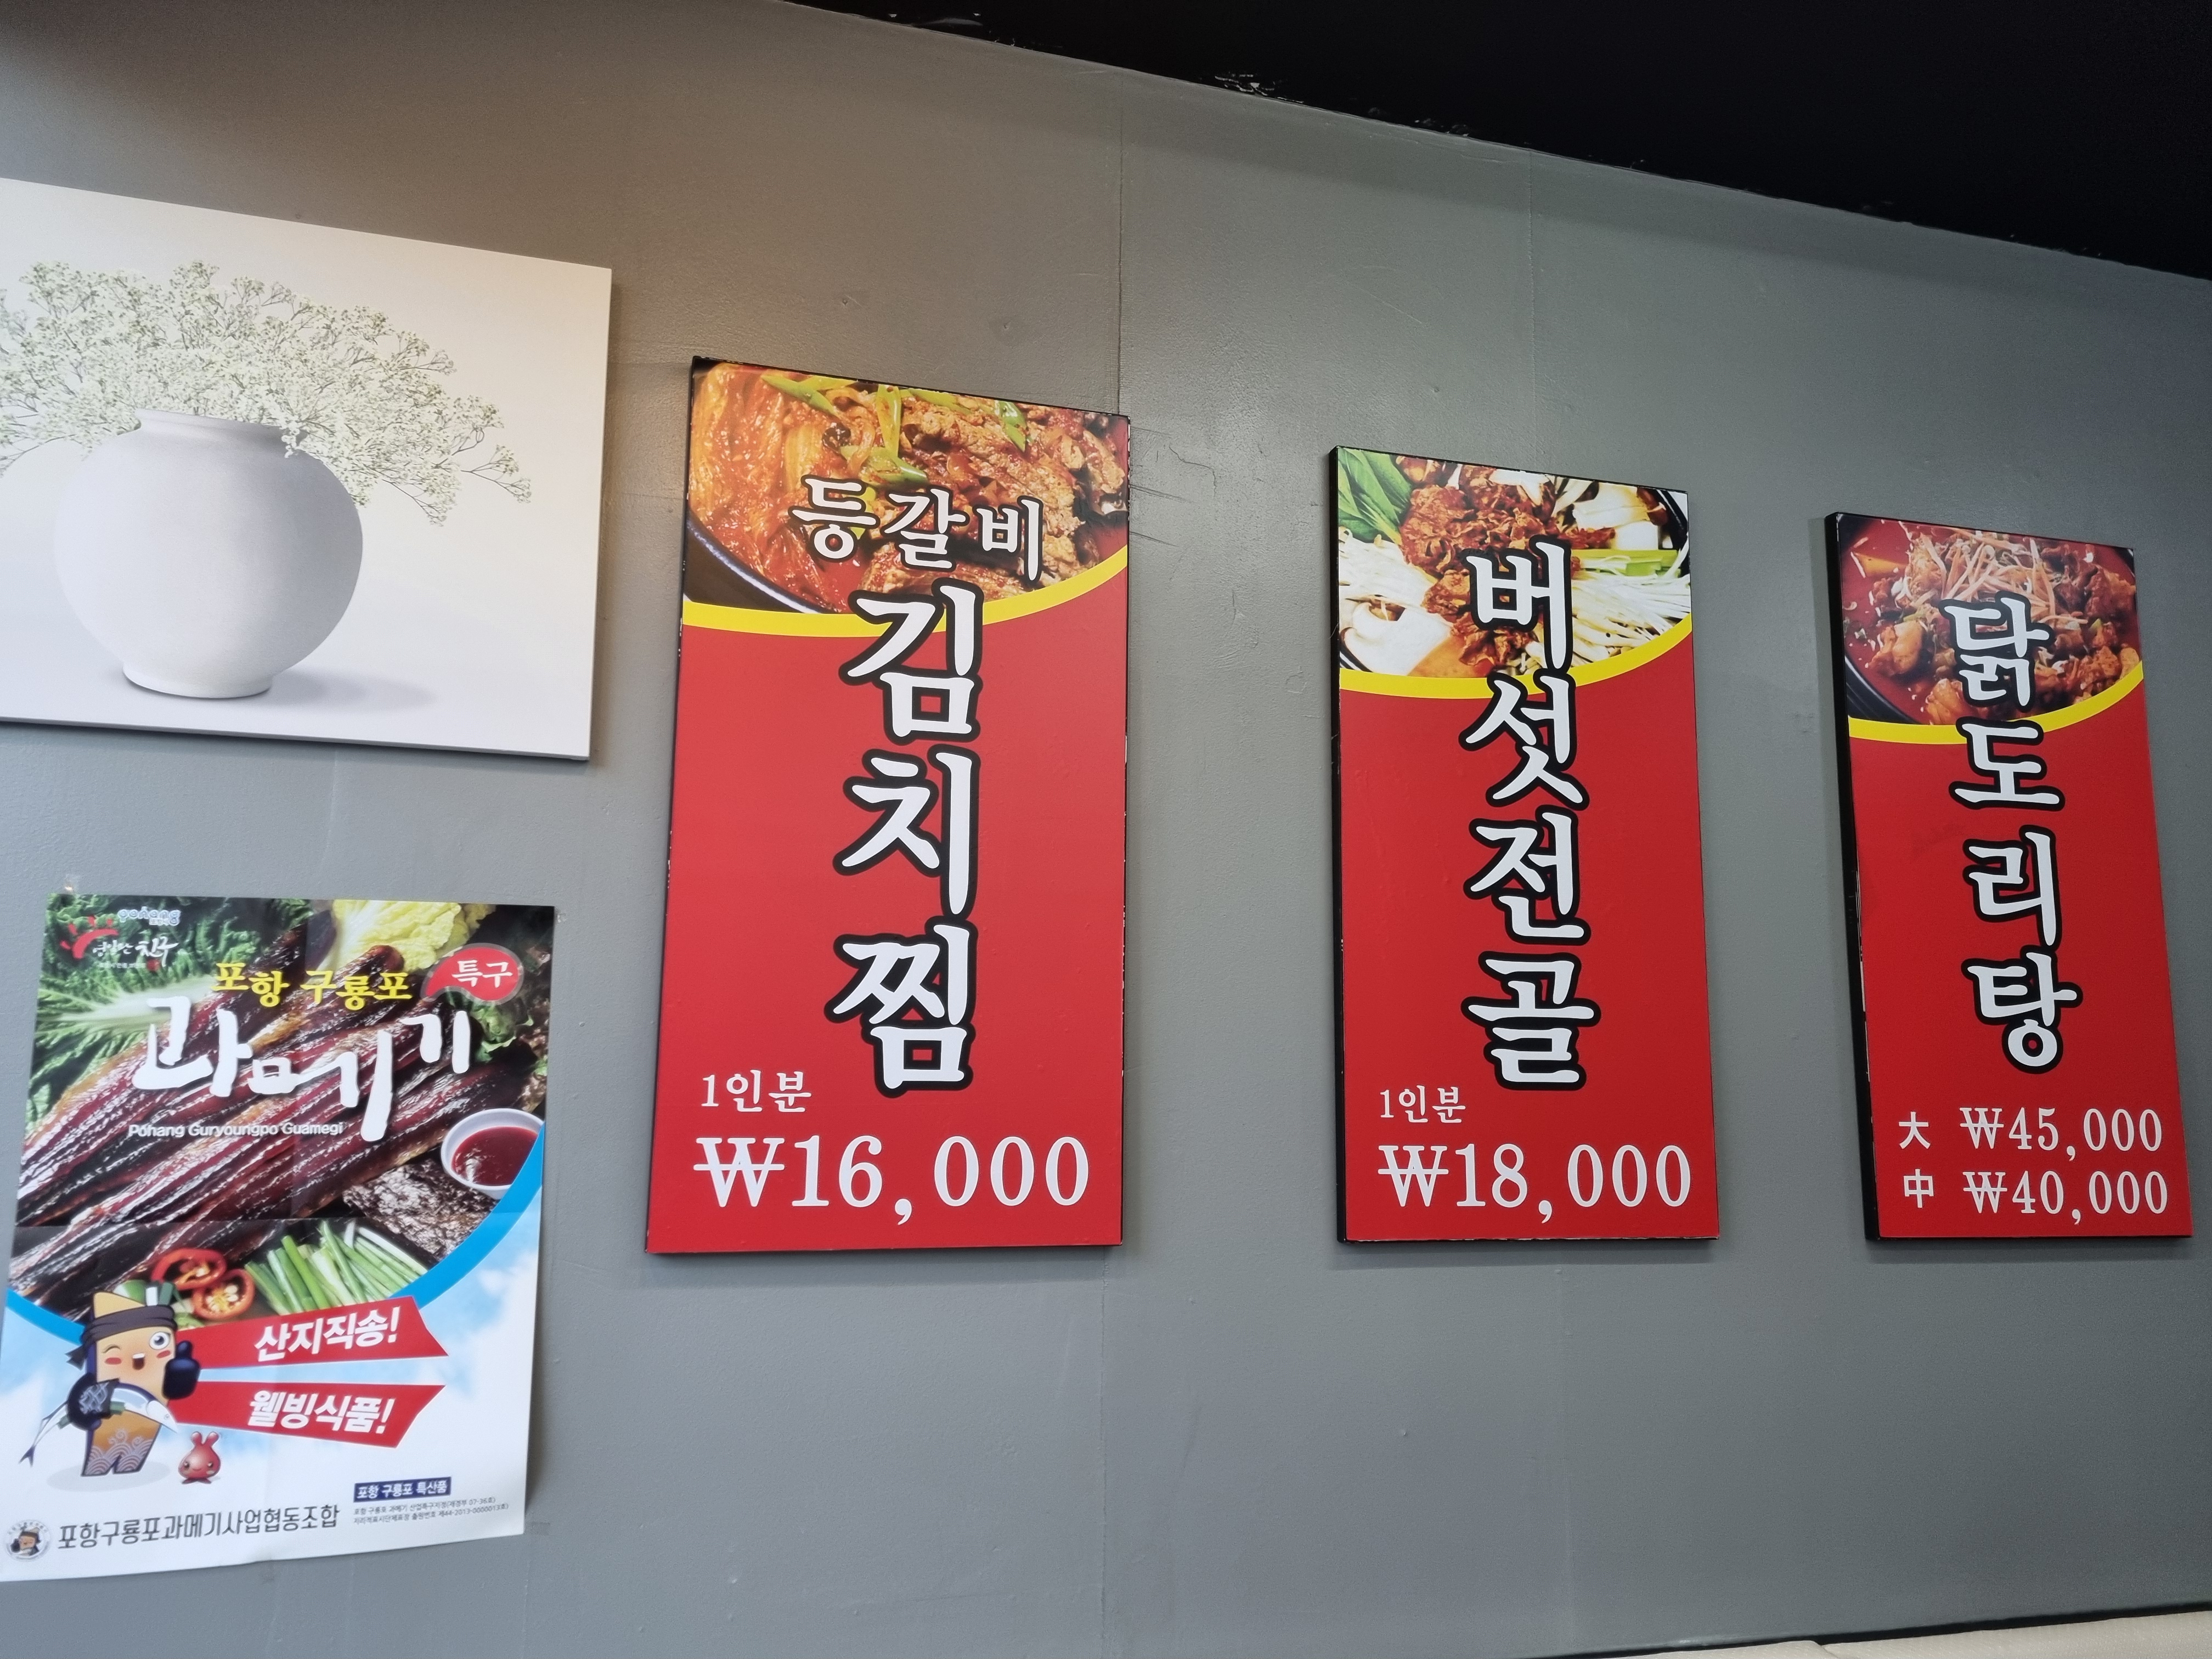 등갈비
김치찜
1인분
₩16,000
버섯전골
1인분
₩18,000
닭도리탕
大 ₩45,000
中 ₩40,000
pohang
포항 구룡포
특구
과메기
Pohang Guryoungpo Guamegi
산지직송!
웰빙식품!
포항 구룡포 특산품
포항구룡포과메기사업협동조합